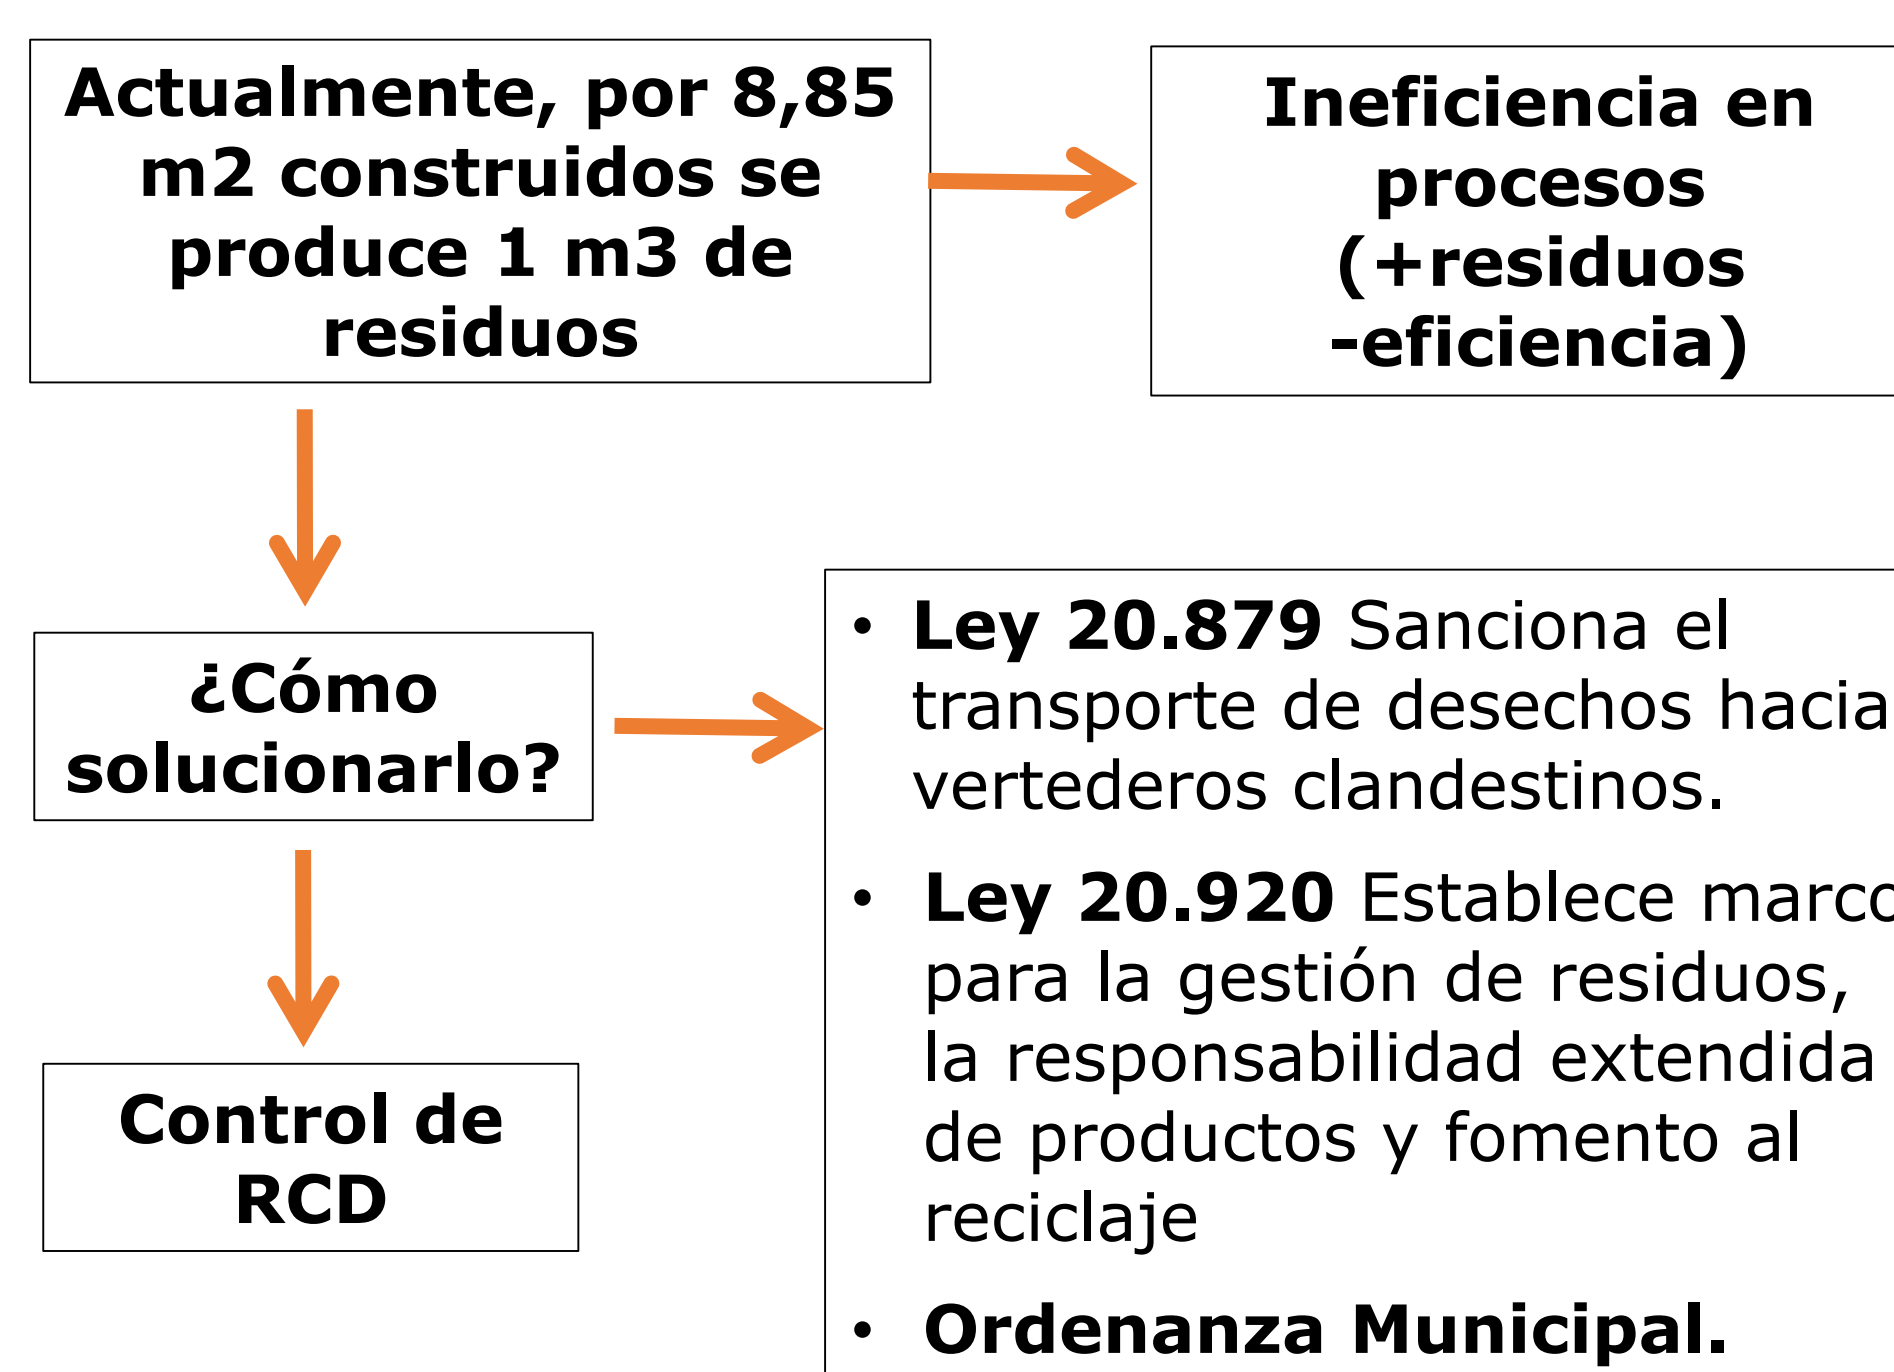 Actualmente, por 8,85
m2 construidos se
produce 1 m3 de
residuos
Ineficiencia en
procesos
(+residuos
-eficiencia)
¿Cómo
solucionarlo?
• Ley 20.879 Sanciona el
transporte de desechos hacia
vertederos clandestinos.
• Ley 20.920 Establece marco
para la gestión de residuos,
la responsabilidad extendida
de productos y fomento al
reciclaje
• Ordenanza Municipal.
Control de
RCD